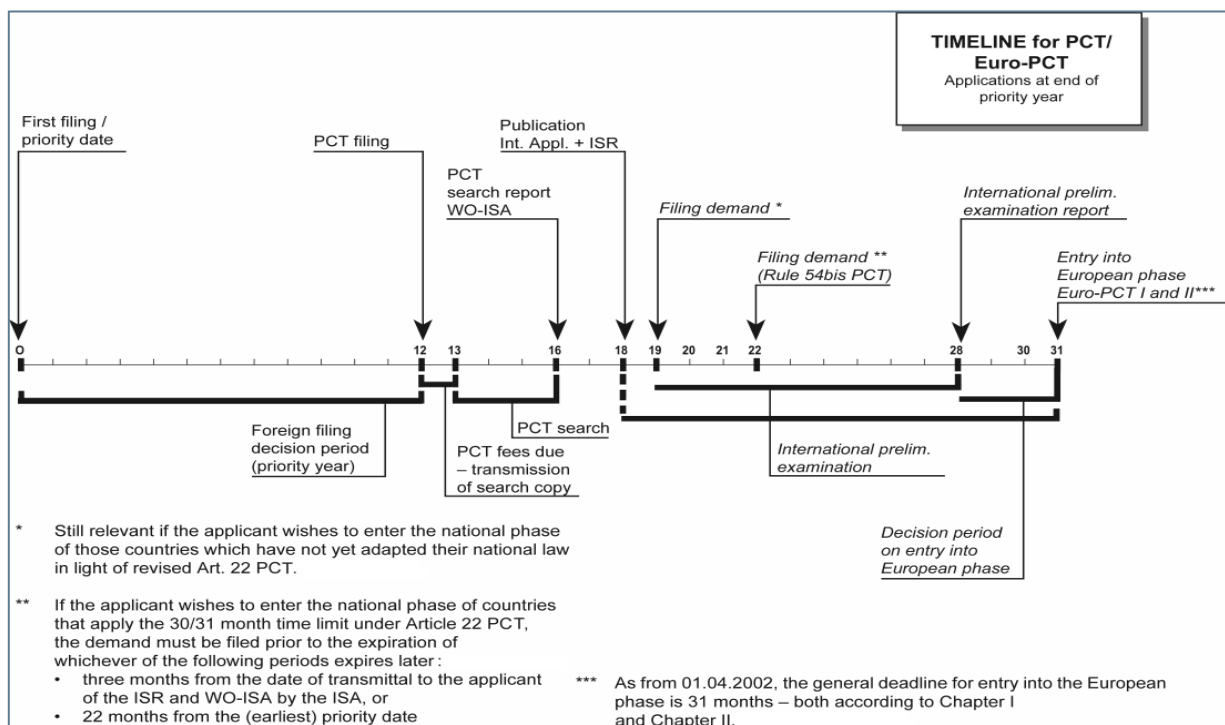 TIMELINE for PCT/
Euro-PCT
Applications at end of
priority year
First filing /
priority date
PCT filing
PCT
search report
WO-ISA
Publication
Int. Appl. + ISR
Filing demand *
Filing demand **
(Rule 54bis PCT)
International prelim.
examination report
Entry into
European phase
Euro-PCT I and II***
O 12 13 16 18 19 20 21 22 28 30 31
Foreign filing
decision period
(priority year)
PCT fees due
– transmission
of search copy
PCT search
International prelim.
examination
Decision period
on entry into
European phase
* Still relevant if the applicant wishes to enter the national phase
of those countries which have not yet adapted their national law
in light of revised Art. 22 PCT.
** If the applicant wishes to enter the national phase of countries
that apply the 30/31 month time limit under Article 22 PCT,
the demand must be filed prior to the expiration of
whichever of the following periods expires later :
• three months from the date of transmittal to the applicant
of the ISR and WO-ISA by the ISA, or
• 22 months from the (earliest) priority date
*** As from 01.04.2002, the general deadline for entry into the European
phase is 31 months – both according to Chapter I
and Chapter II.